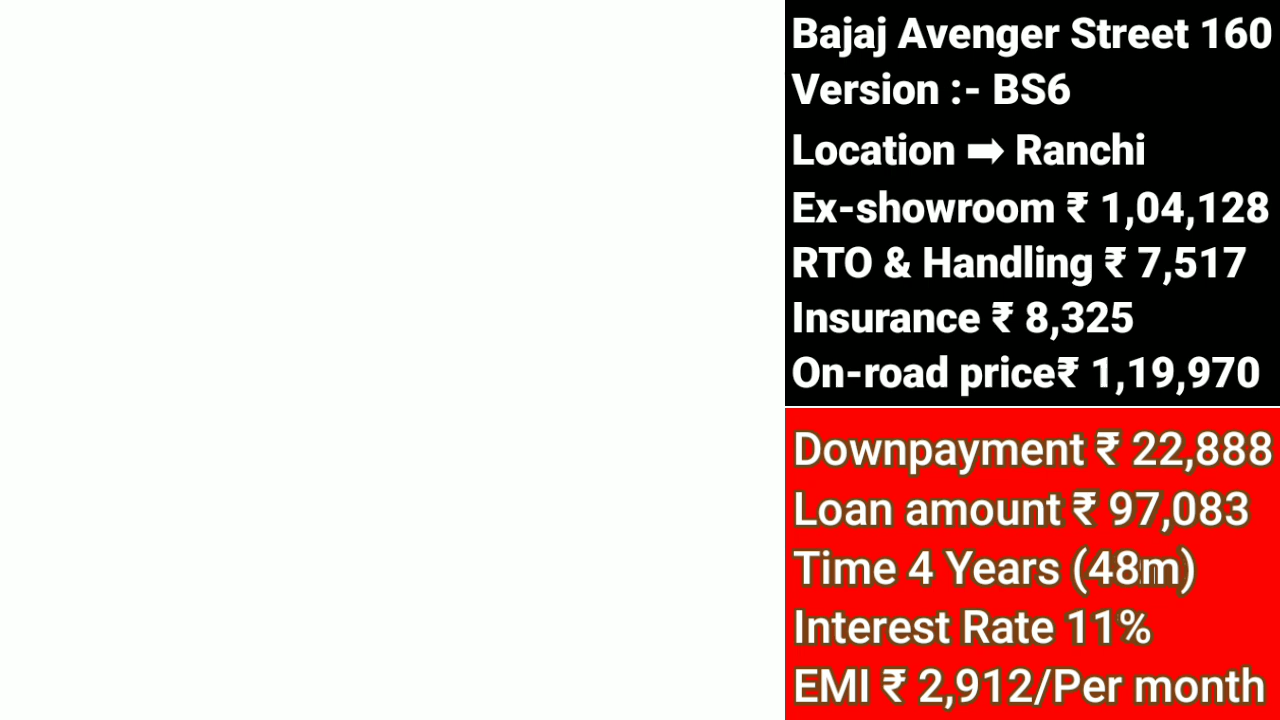 Bajaj Avenger Street 160
Version :- BS6
Location ➡ Ranchi
Ex-showroom ₹ 1,04,128
RTO & Handling ₹ 7,517
Insurance ₹ 8,325
On-road price₹ 1,19,970
Downpayment ₹ 22,888
Loan amount ₹ 97,083
Time 4 Years (48m)
Interest Rate 11%
EMI ₹ 2,912/Per month